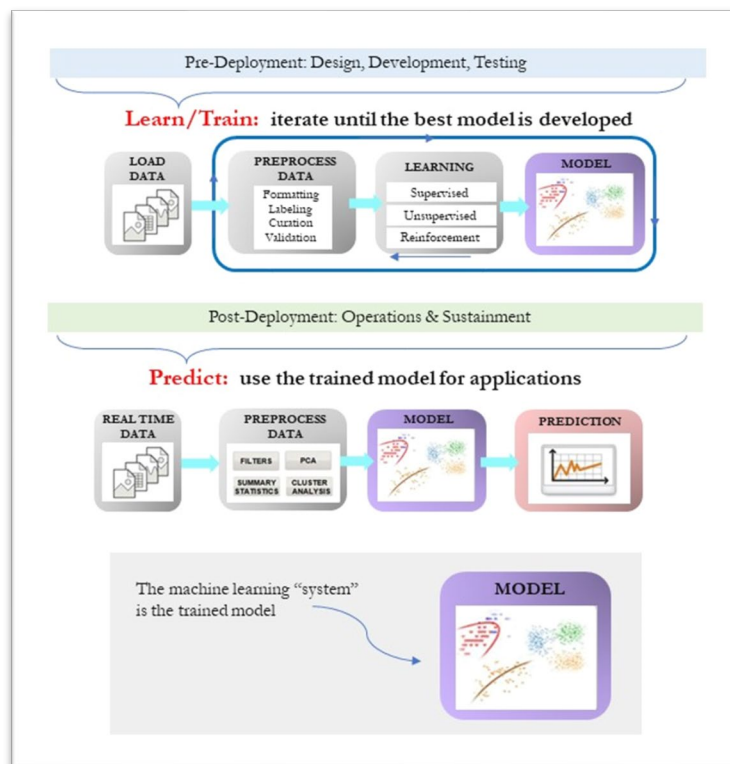 Pre-Deployment: Design, Development, Testing
Learn/Train: iterate until the best model is developed
LOAD
DATA
PREPROCESS
DATA
Formatting
Labeling
Curation
Validation
LEARNING
Supervised
Unsupervised
Reinforcement
MODEL
Post-Deployment: Operations & Sustainment
Predict: use the trained model for applications
REAL TIME
DATA
PREPROCESS
DATA
FILTERS
PCA
SUMMARY
STATISTICS
CLUSTER
ANALYSIS
MODEL
PREDICTION
The machine learning “system”
is the trained model
MODEL